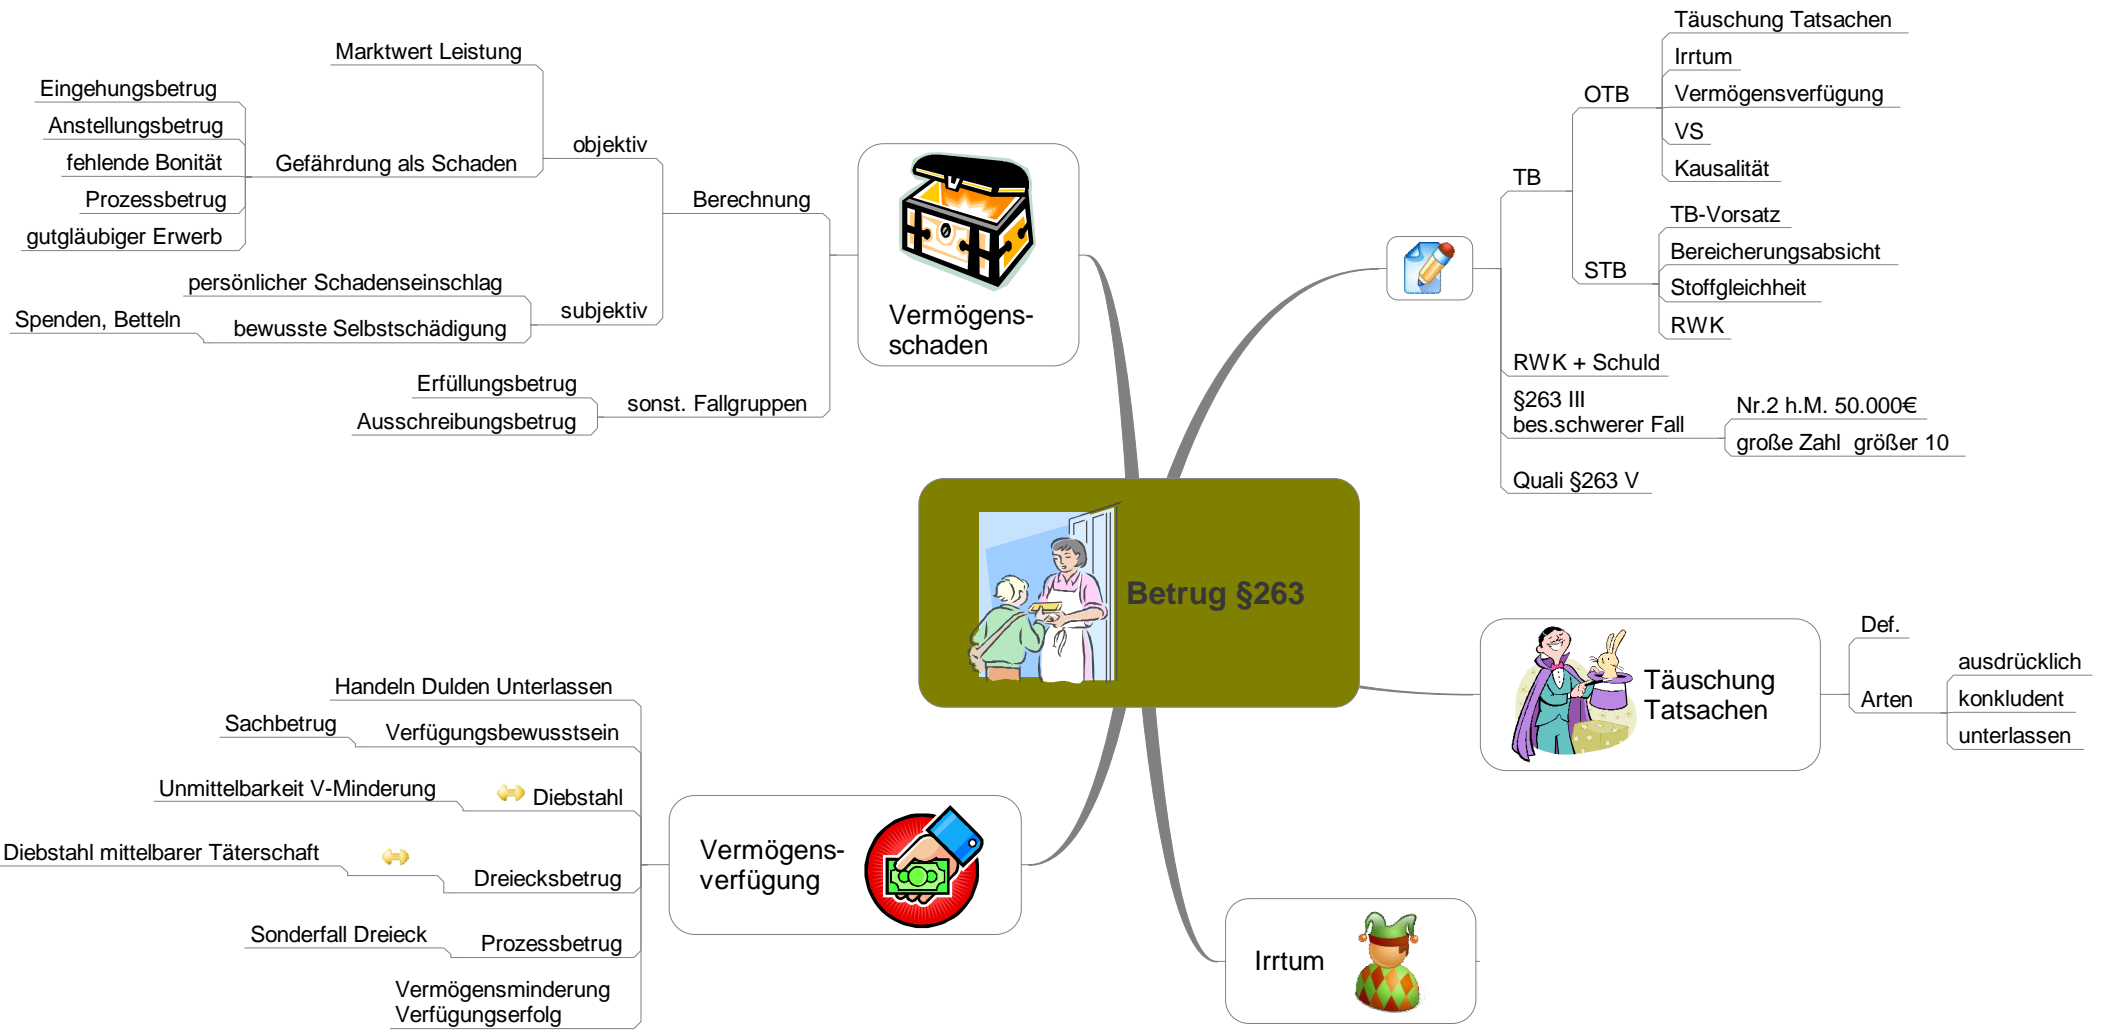 Betrug §263
Täuschung Tatsachen
Irrtum
Vermögensverfügung
VS
Kausalität
OTB
TB
TB-Vorsatz
Bereicherungsabsicht
Stoffgleichheit
RWK
STB
RWK + Schuld
§263 III
bes.schwerer Fall
Nr.2 h.M. 50.000€
große Zahl  größer 10
Quali §263 V
Täuschung
Tatsachen
Def.
Arten
ausdrücklich
konkludent
unterlassen
Irrtum
Vermögens-
verfügung
Handeln Dulden Unterlassen
Verfügungsbewusstsein
Sachbetrug
Diebstahl
Unmittelbarkeit V-Minderung
Dreiecksbetrug
Diebstahl mittelbarer Täterschaft
Prozessbetrug
Sonderfall Dreieck
Vermögensminderung
Verfügungserfolg
Vermögens-
schaden
Berechnung
objektiv
Marktwert Leistung
Gefährdung als Schaden
Eingehungsbetrug
Anstellungsbetrug
fehlende Bonität
Prozessbetrug
gutgläubiger Erwerb
subjektiv
persönlicher Schadenseinschlag
bewusste Selbstschädigung
Spenden, Betteln
sonst. Fallgruppen
Erfüllungsbetrug
Ausschreibungsbetrug